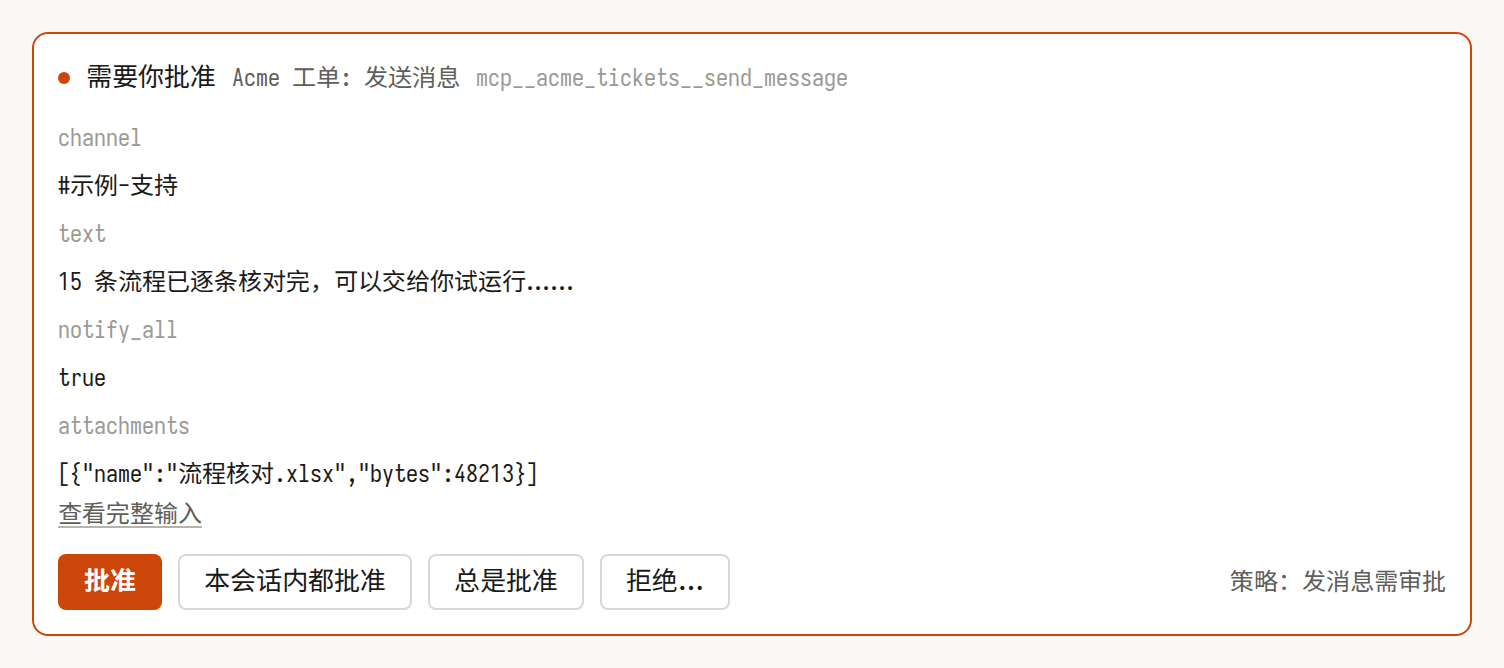 需要你批准 Acme 工单：发送消息 mcp__acme_tickets__send_message
channel
#示例-支持
text
15 条流程已逐条核对完，可以交给你试运行……
notify_all
true
attachments
[{"name":"流程核对.xlsx","bytes":48213}]
查看完整输入
批准 本会话内都批准 总是批准 拒绝… 策略：发消息需审批